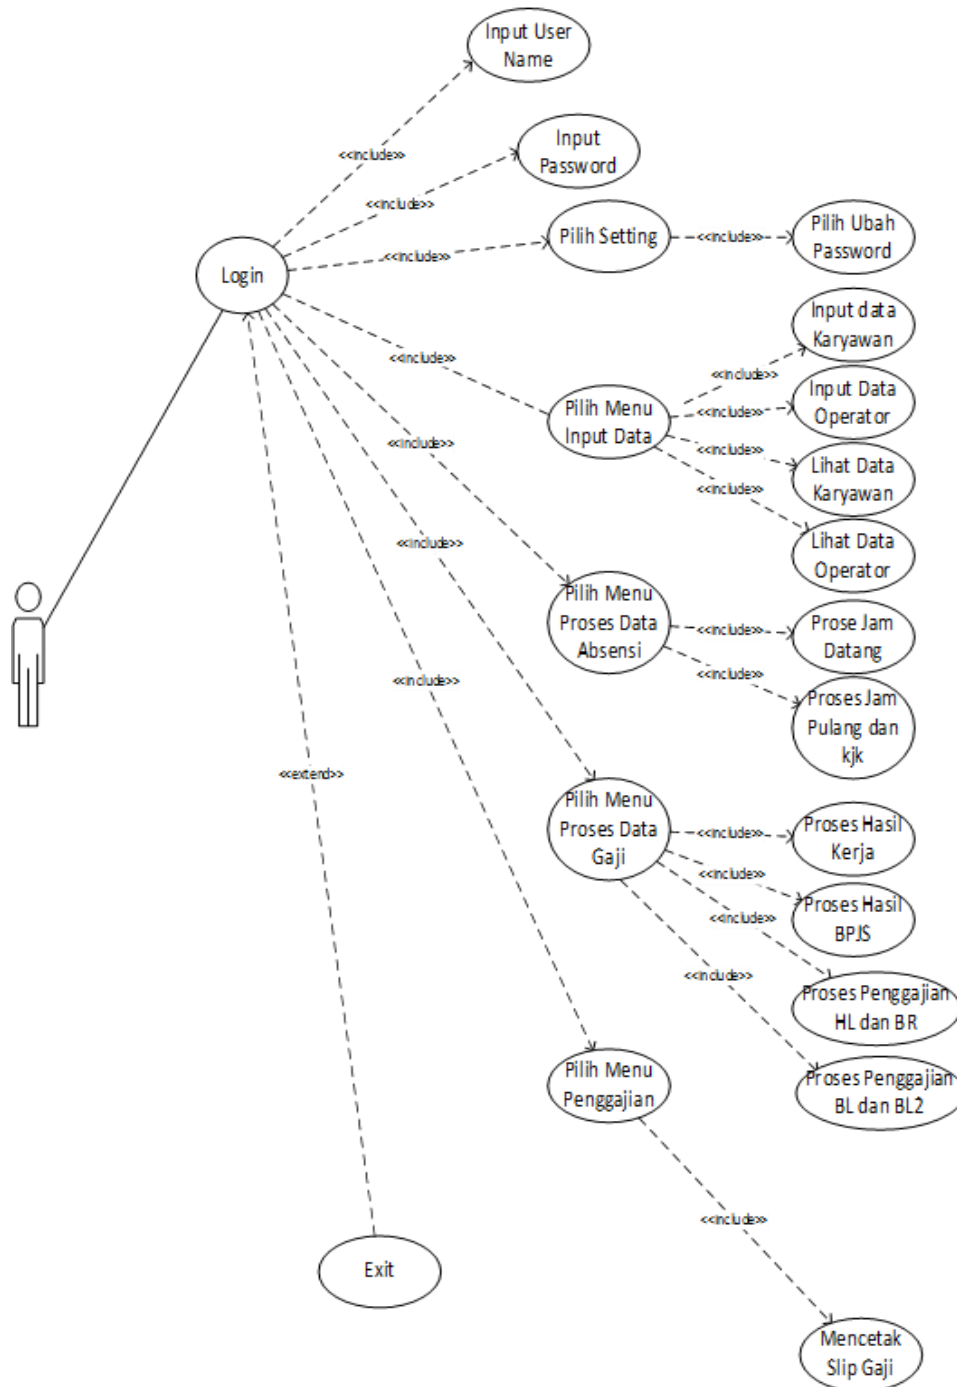 Input User
Name
<<include>>
Input
Password
<<include>>
Pilih Setting
<<include>>
Pilih Ubah
Password
<<include>>
Login
Input data
Karyawan
<<include>>
<<include>>
Pilih Menu
Input Data
Input Data
Operator
<<include>>
Lihat Data
Karyawan
<<include>>
Lihat Data
Operator
<<include>>
<<include>>
Pilih Menu
Proses Data
Absensi
<<include>>
Prose Jam
Datang
<<include>>
Proses Jam
Pulang dan
kjk
<<include>>
<<include>>
Pilih Menu
Proses Data
Gaji
<<include>>
Proses Hasil
Kerja
<<include>>
Proses Hasil
BPJS
<<include>>
Proses Penggajian
HL dan BR
<<include>>
Proses Penggajian
BL dan BL2
<<include>>
<<extend>>
Pilih Menu
Penggajian
<<include>>
Exit
Mencetak
Slip Gaji